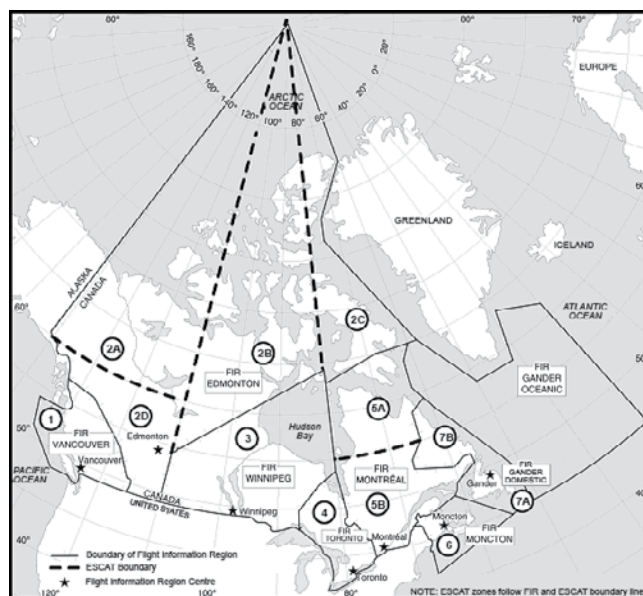 60°
60°
70°
160°
180°
160°
140°
120°
100°
80°
60°
40°
20°
0°
20°
ARCTIC
OCEAN
EUROPE
GREENLAND
ICELAND
ATLANTIC
OCEAN
ALASKA
CANADA
60°
50°
40°
2A
2B
2C
2D
FIR
EDMONTON
Edmonton
1
FIR
VANCOUVER
Vancouver
PACIFIC
OCEAN
3
Hudson
Bay
FIR
WINNIPEG
Winnipeg
CANADA
UNITED STATES
4
FIR
TORONTO
Toronto
5A
FIR
MONTRÉAL
5B
Montréal
7B
FIR
GANDER
OCEANIC
FIR
GANDER
DOMESTIC
Gander
7A
Moncton
FIR
MONCTON
6
50°
40°
Boundary of Flight Information Region
ESCAT Boundary
Flight Information Region Centre
120°
100°
80°
NOTE: ESCAT zones follow FIR and ESCAT boundary line